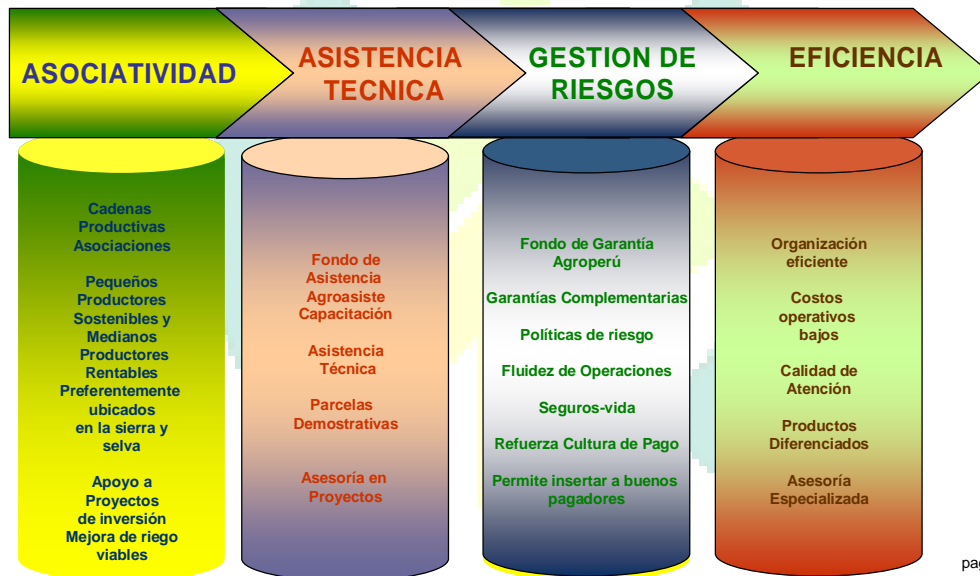 ASOCIATIVIDAD
ASISTENCIA
TECNICA
GESTION DE
RIESGOS
EFICIENCIA
Cadenas
Productivas
Asociaciones
Pequeños
Productores
Sostenibles y
Medianos
Productores
Rentables
Preferentemente
ubicados
en la sierra y
selva
Apoyo a
Proyectos
de inversión
Mejora de riego
viables
Fondo de
Asistencia
Agroasiste
Capacitación
Asistencia
Técnica
Parcelas
Demostrativas
Asesoría en
Proyectos
Fondo de Garantía
Agroperú
Garantías Complementarias
Políticas de riesgo
Fluidez de Operaciones
Seguros-vida
Refuerza Cultura de Pago
Permite insertar a buenos
pagadores
Organización
eficiente
Costos
operativos
bajos
Calidad de
Atención
Productos
Diferenciados
Asesoría
Especializada